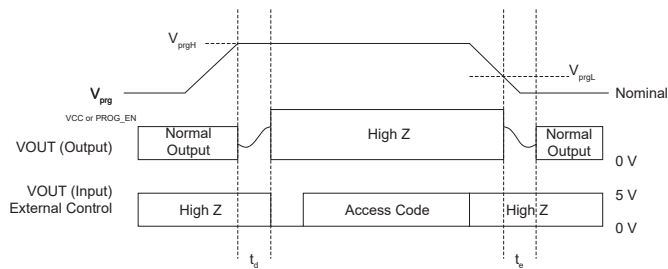 VprgH
VprgL
Vprg
Nominal
VCC or PROG_EN
VOUT (Output)
Normal
Output
High Z
Normal
Output
0 V
VOUT (Input)
External Control
High Z
Access Code
High Z
5 V
0 V
td
te